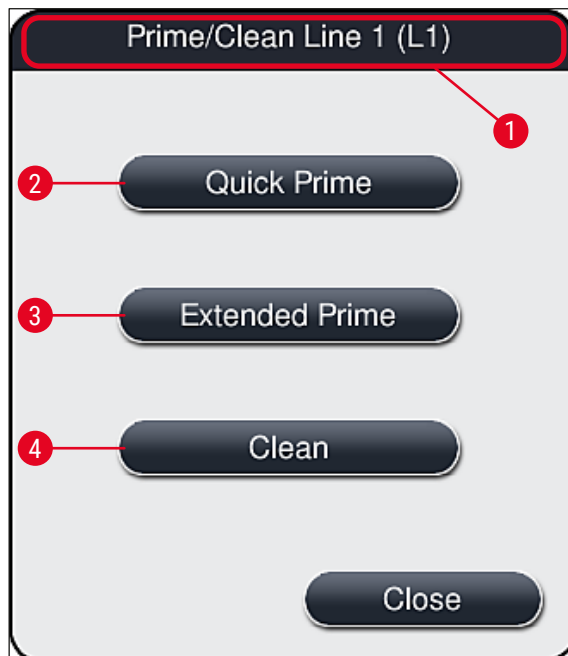 Prime/Clean Line 1 (L1)
1
2 Quick Prime
3 Extended Prime
4 Clean
Close